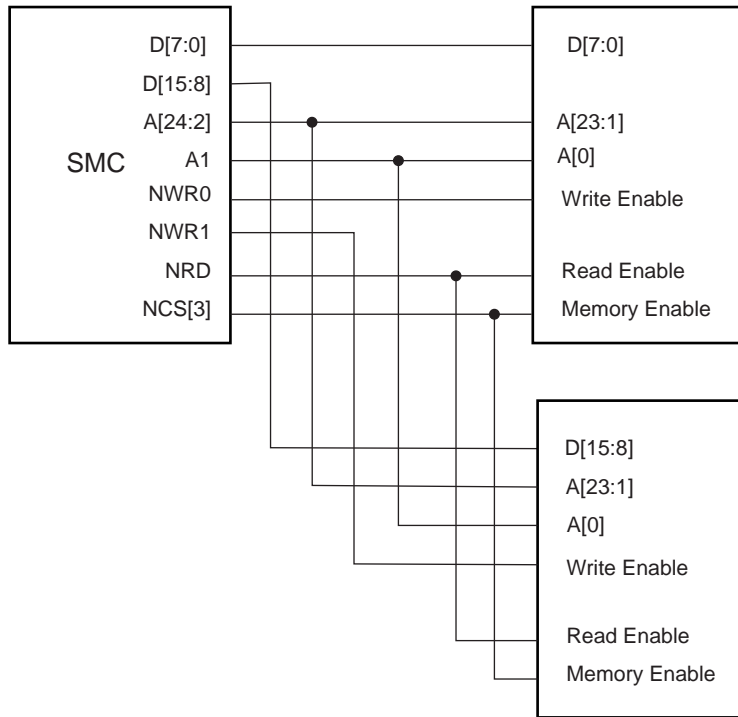 D[7:0] D[7:0]
D[15:8]
A[24:2] A[23:1]
SMC A1 A[0]
NWR0 Write Enable
NWR1
NRD Read Enable
NCS[3] Memory Enable
D[15:8]
A[23:1]
A[0]
Write Enable
Read Enable
Memory Enable